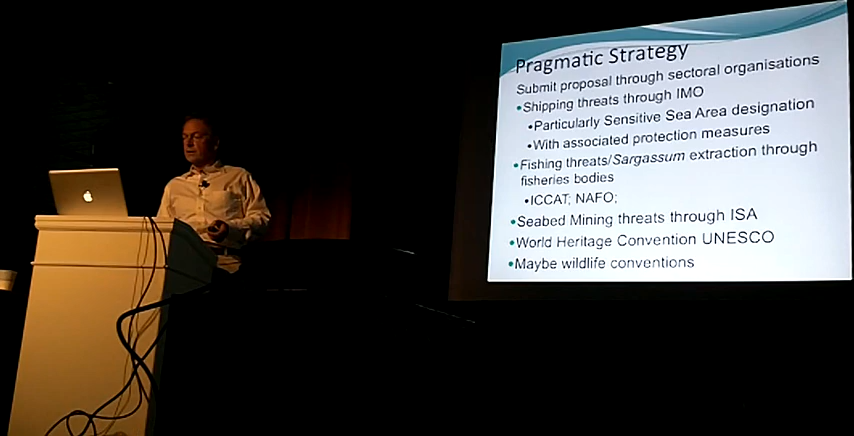 Pragmatic Strategy
Submit proposal through sectoral organisations
•Shipping threats through IMO
•Particularly Sensitive Sea Area designation
•With associated protection measures
•Fishing threats/Sargassum extraction through
fisheries bodies
•ICCAT; NAFO;
•Seabed Mining threats through ISA
•World Heritage Convention UNESCO
•Maybe wildlife conventions